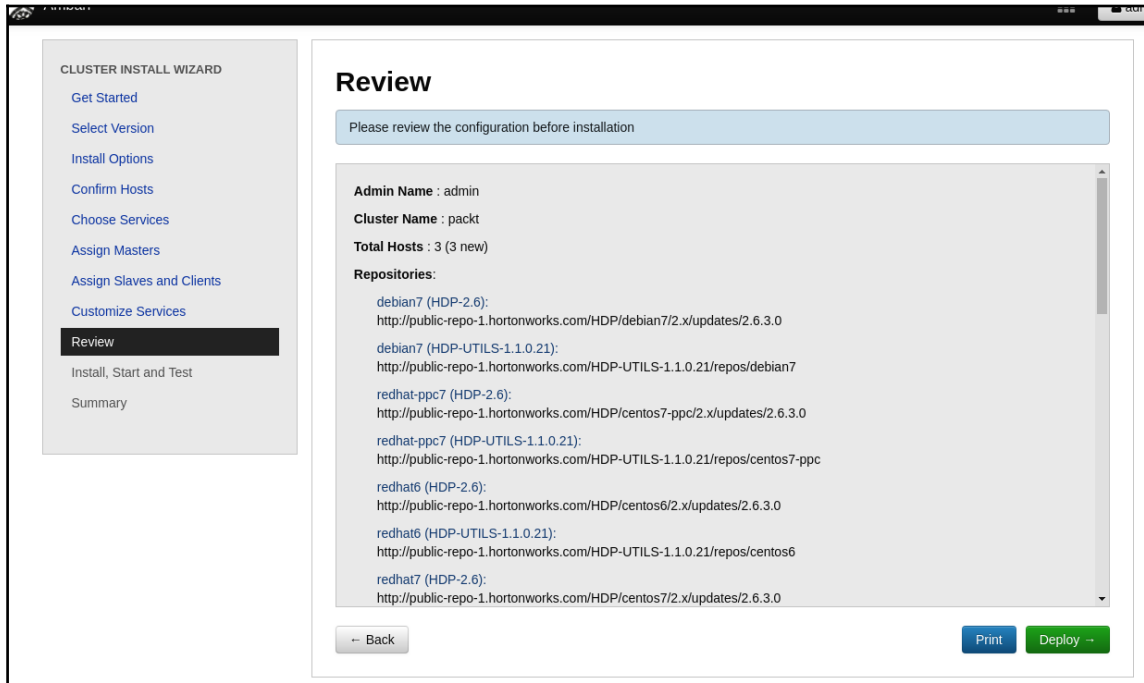 CLUSTER INSTALL WIZARD
Get Started
Select Version
Install Options
Confirm Hosts
Choose Services
Assign Masters
Assign Slaves and Clients
Customize Services
Review
Install, Start and Test
Summary
Review
Please review the configuration before installation
Admin Name : admin
Cluster Name : packt
Total Hosts : 3 (3 new)
Repositories:
debian7 (HDP-2.6):
http://public-repo-1.hortonworks.com/HDP/debian7/2.x/updates/2.6.3.0
debian7 (HDP-UTILS-1.1.0.21):
http://public-repo-1.hortonworks.com/HDP-UTILS-1.1.0.21/repos/debian7
redhat-ppc7 (HDP-2.6):
http://public-repo-1.hortonworks.com/HDP/centos7-ppc/2.x/updates/2.6.3.0
redhat-ppc7 (HDP-UTILS-1.1.0.21):
http://public-repo-1.hortonworks.com/HDP-UTILS-1.1.0.21/repos/centos7-ppc
redhat6 (HDP-2.6):
http://public-repo-1.hortonworks.com/HDP/centos6/2.x/updates/2.6.3.0
redhat6 (HDP-UTILS-1.1.0.21):
http://public-repo-1.hortonworks.com/HDP-UTILS-1.1.0.21/repos/centos6
redhat7 (HDP-2.6):
http://public-repo-1.hortonworks.com/HDP/centos7/2.x/updates/2.6.3.0
← Back
Print
Deploy →